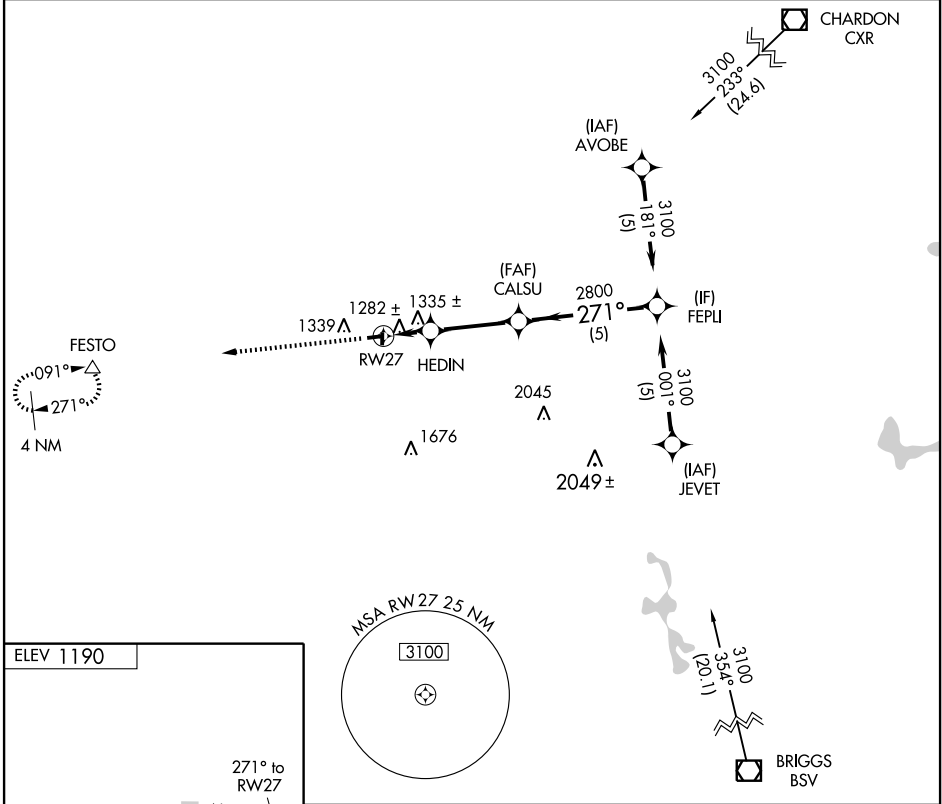 CHARDON
CXR
3100
233°
(24.6)
(IAF)
AVOBE
3100
181°
(5)
(FAF)
CALSU
2800
271°
(5)
(IF)
FEPLI
1282 ±
1335 ±
1339
RW27
HEDIN
FESTO
091°
271°
4 NM
2045
1676
2049 ±
3100
001°
(5)
(IAF)
JEVET
MSA RW27 25 NM
3100
ELEV 1190
3100
354°
(20.1)
271° to
RW27
BRIGGS
BSV